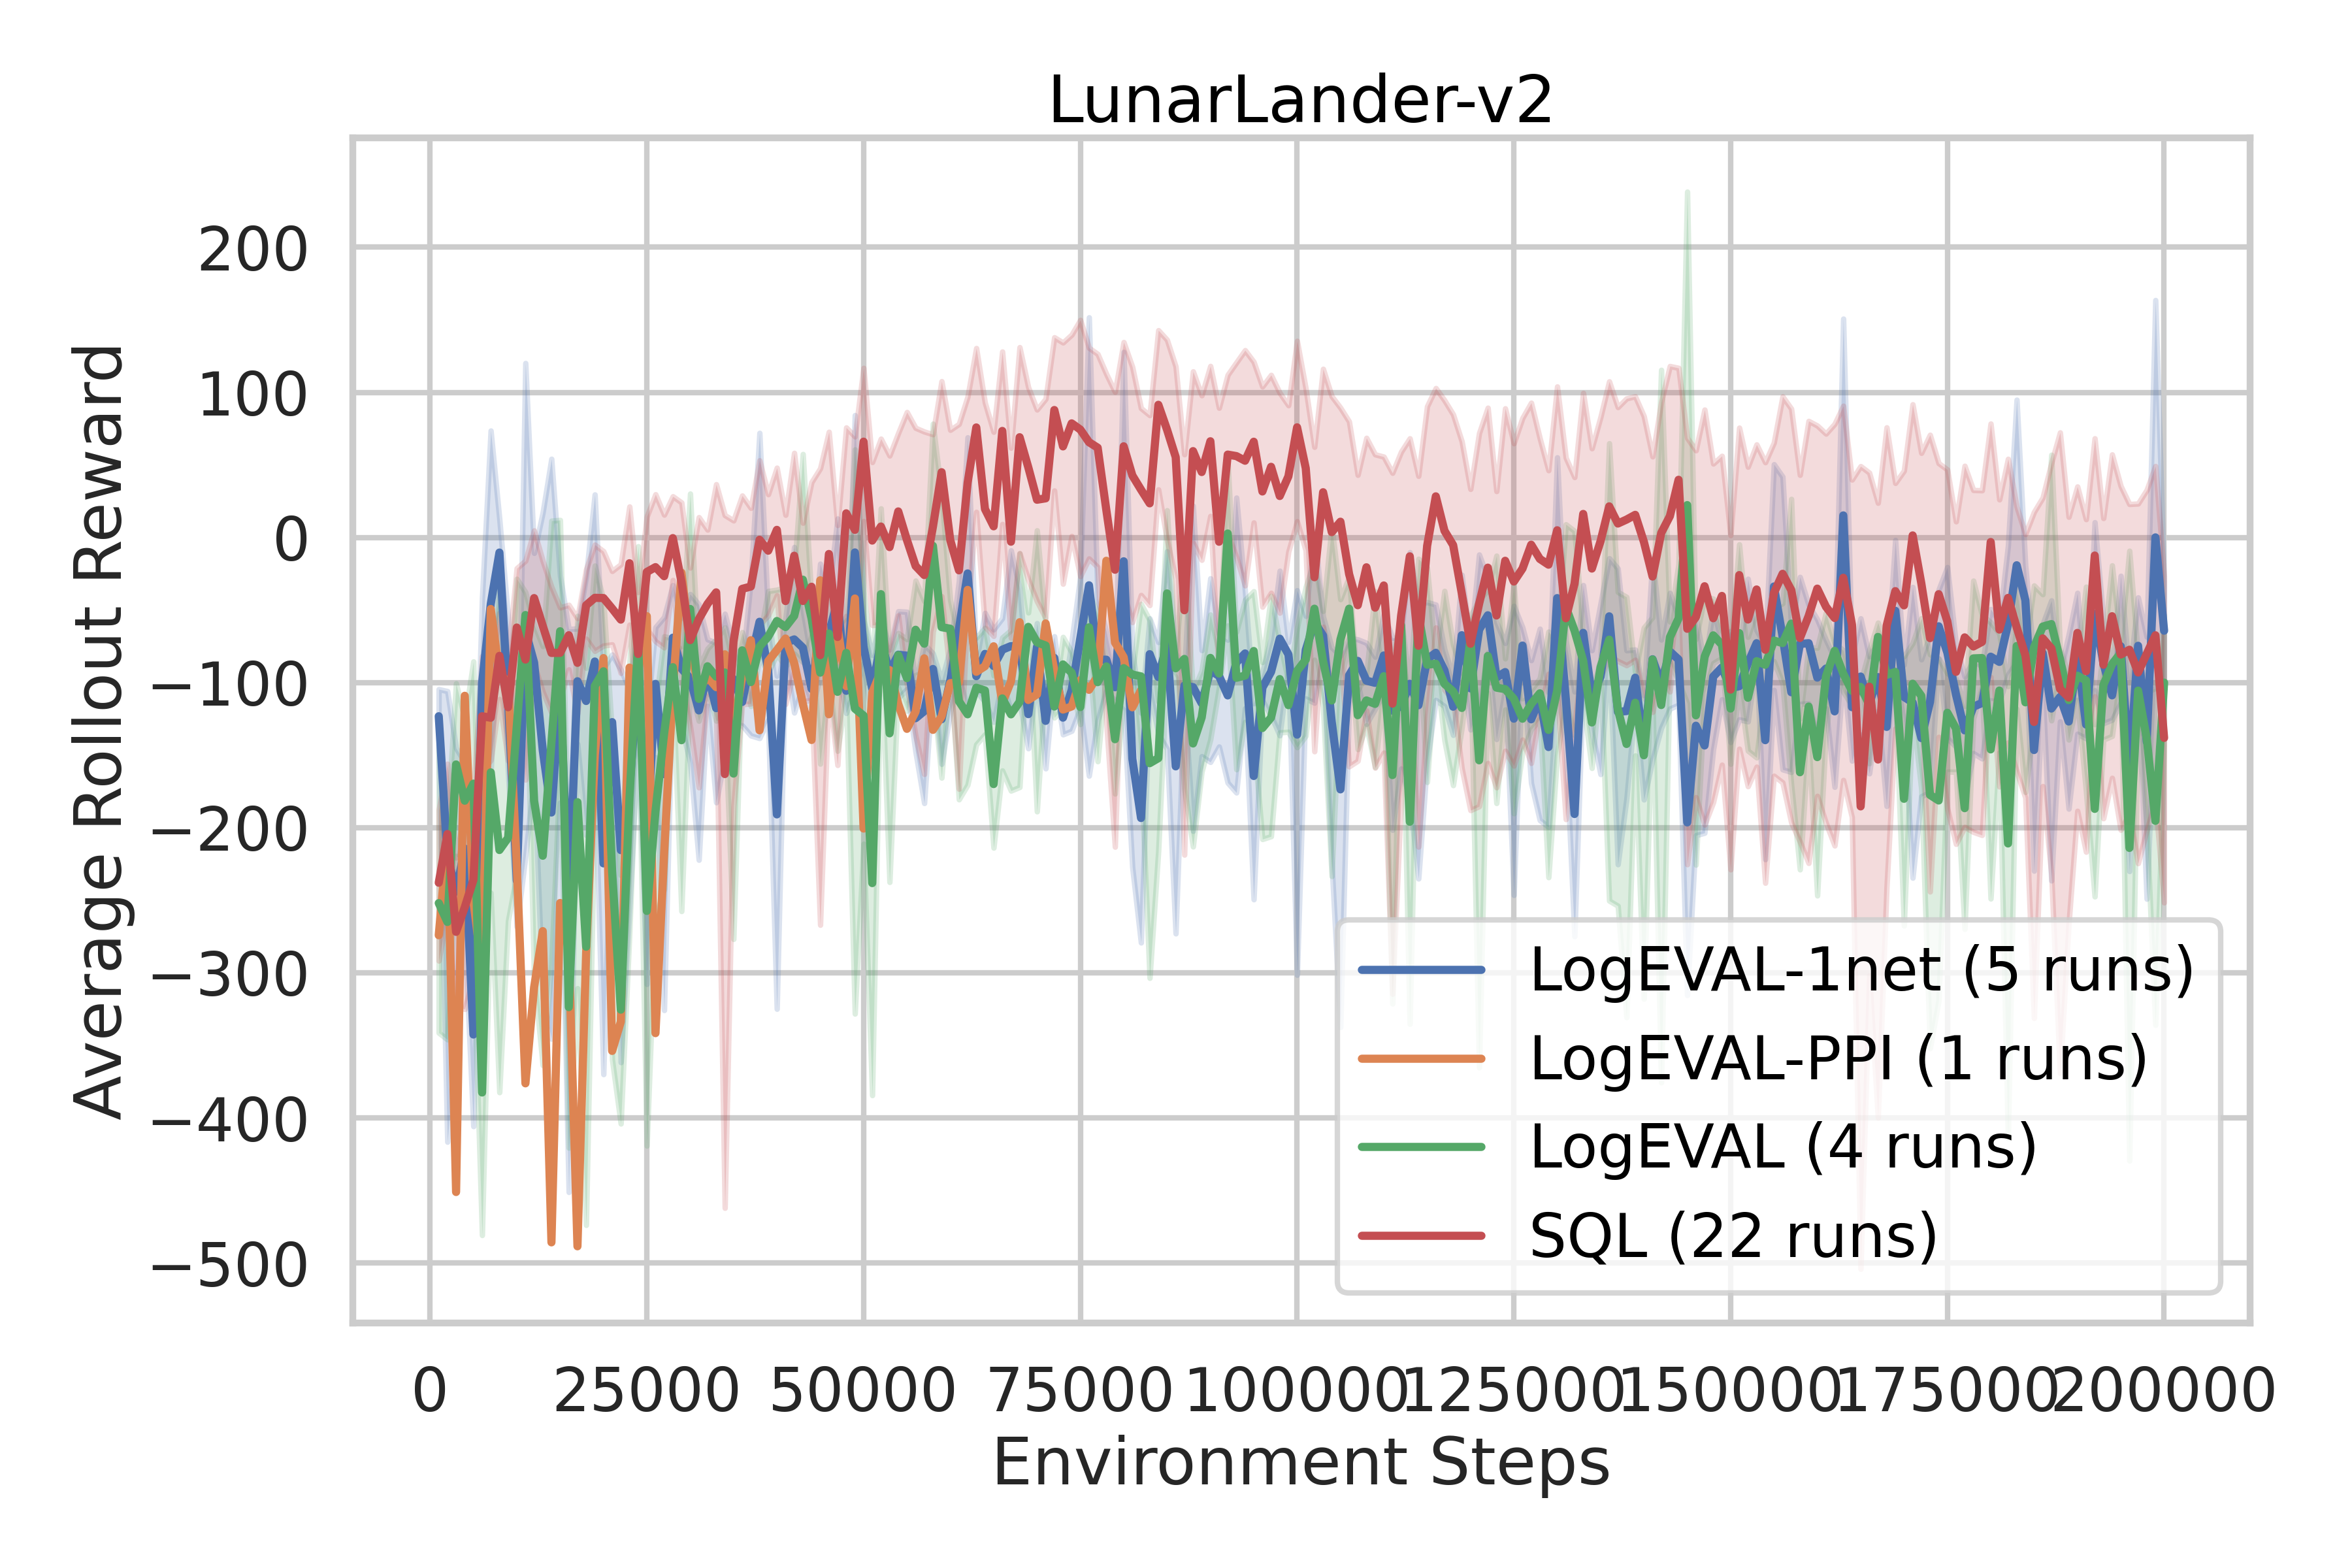 LunarLander-v2
200
100
0
−100
−200
−300
−400
−500
Average Rollout Reward
LogEVAL-1net (5 runs)
LogEVAL-PPI (1 runs)
LogEVAL (4 runs)
SQL (22 runs)
0 25000 50000 75000 100000 125000 150000 175000 200000
Environment Steps